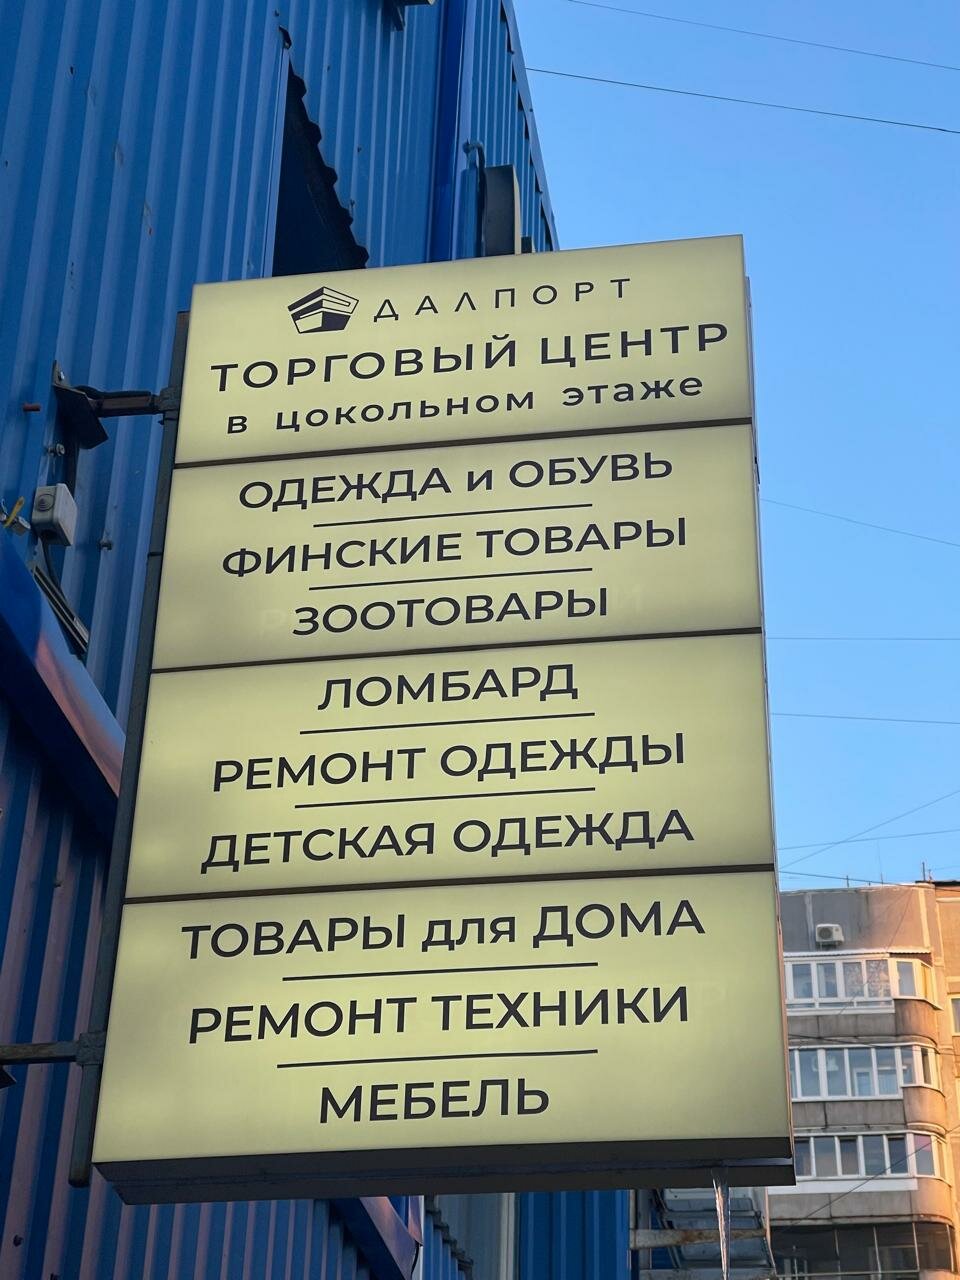 ДАЛПОРТ
ТОРГОВЫЙ ЦЕНТР
в цокольном этаже
ОДЕЖДА и ОБУВЬ
ФИНСКИЕ ТОВАРЫ
ЗООТОВАРЫ
ЛОМБАРД
РЕМОНТ ОДЕЖДЫ
ДЕТСКАЯ ОДЕЖДА
ТОВАРЫ для ДОМА
РЕМОНТ ТЕХНИКИ
МЕБЕЛЬ